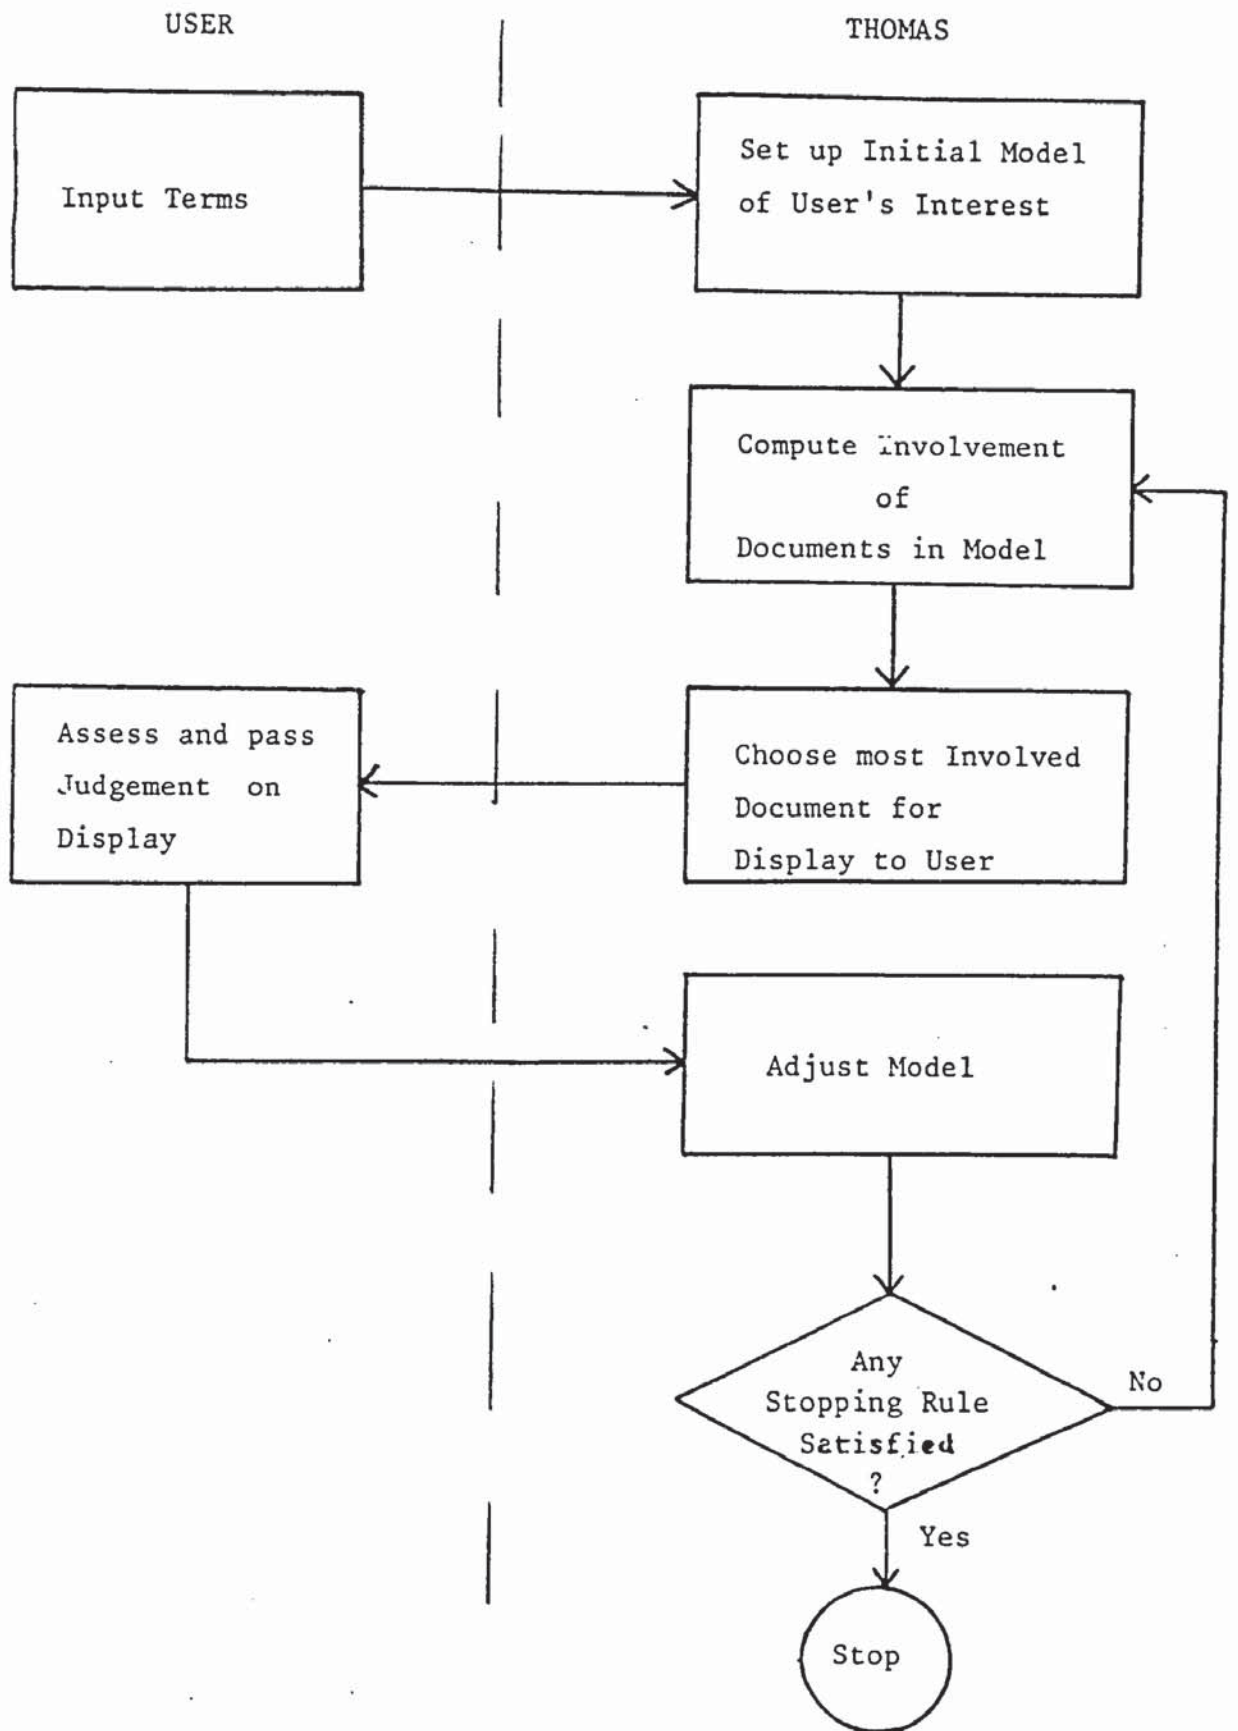 USER
THOMAS
Input Terms
Set up Initial Model
of User's Interest
Compute Involvement
of
Documents in Model
Choose most Involved
Document for
Display to User
Assess and pass
Judgement on
Display
Adjust Model
Any
Stopping Rule
Satisfied
?
No
Yes
Stop